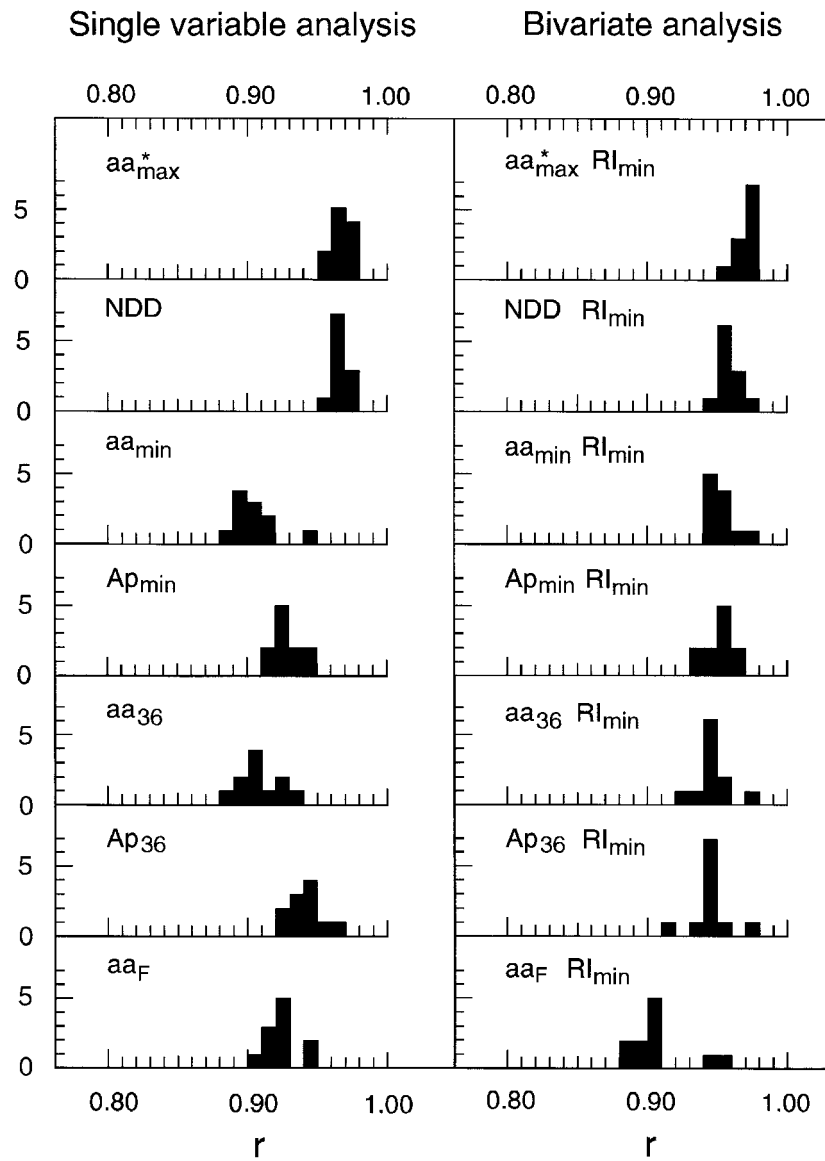 Single variable analysis Bivariate analysis
0.80 0.90 1.00 0.80 0.90 1.00
aa*max aa*max RImin
5
0
NDD NDD RImin
5
0
aamin aamin RImin
5
0
Apmin Apmin RImin
5
0
aa36 aa36 RImin
5
0
Ap36 Ap36 RImin
5
0
aaF aaF RImin
5
0
0.80 0.90 1.00 0.80 0.90 1.00
r r